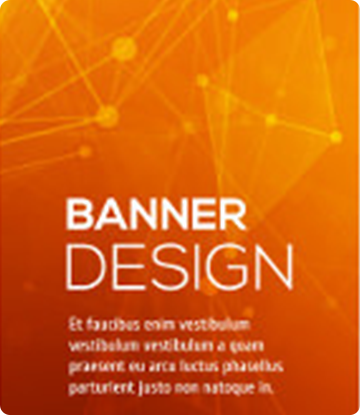 BANNER
DESIGN
Et faucibus enim vestibulum
vestibulum vestibulum a quam
praesent eu arcu luctus phasellus
parturient justo non natoque in.